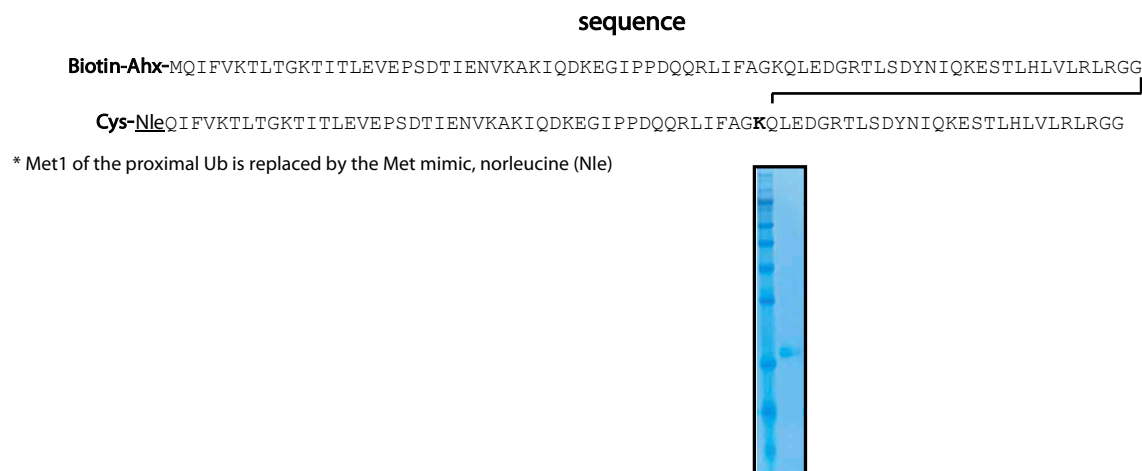 sequence
Biotin-Ahx-MQIFVKTLTGKTITLEVEPSDTIENVKAKIQDKEGIPPDQQRLIFAGKQLEDGRTLSDYNIQKESTLHLVLRLRGG
Cys-NleQIFVKTLTGKTITLEVEPSDTIENVKAKIQDKEGIPPDQQRLIFAGKQLEDGRTLSDYNIQKESTLHLVLRLRGG
* Met1 of the proximal Ub is replaced by the Met mimic, norleucine (Nle)